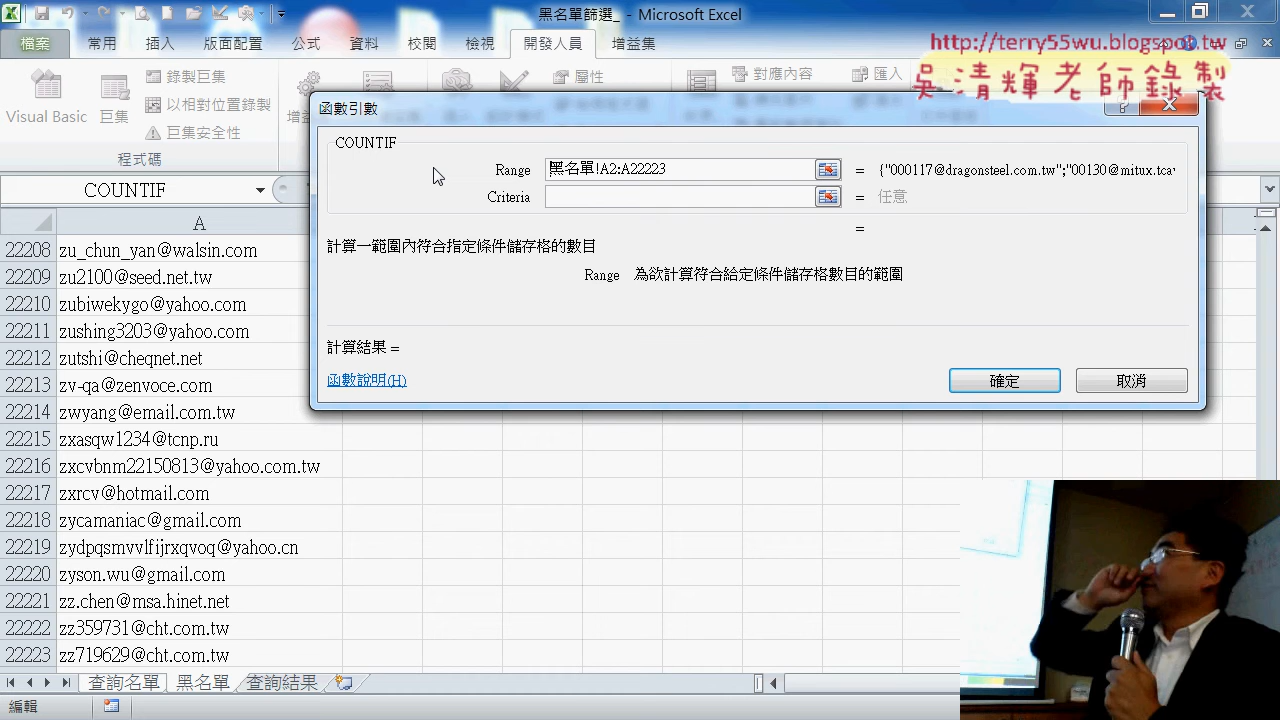 黑名單篩選_ - Microsoft Excel
http://terry55wu.blogspot.tw
吳清輝老師錄製
檔案 常用 插入 版面配置 公式 資料 校閱 檢視 開發人員 增益集
Visual Basic 巨集 錄製巨集 以相對位置錄製 巨集安全性
屬性 對應內容 匯入
程式碼
函數引數
COUNTIF
Range 黑名單!A2:A22223 = {"000117@dragonsteel.com.tw";"00130@mitux.tcav
Criteria = 任意
=
計算一範圍內符合指定條件儲存格的數目
Range 為欲計算符合給定條件儲存格數目的範圍
計算結果 =
函數說明(H)
確定 取消
COUNTIF
A
22208 zu_chun_yan@walsin.com
22209 zu2100@seed.net.tw
22210 zubiwekygo@yahoo.com
22211 zushing3203@yahoo.com
22212 zutshi@cheqnet.net
22213 zv-qa@zenvoce.com
22214 zwyang@email.com.tw
22215 zxasqw1234@tcnp.ru
22216 zxcvbnm22150813@yahoo.com.tw
22217 zxrcv@hotmail.com
22218 zycamaniac@gmail.com
22219 zydpqsmvvlfijrxqvoq@yahoo.cn
22220 zyson.wu@gmail.com
22221 zz.chen@msa.hinet.net
22222 zz359731@cht.com.tw
22223 zz719629@cht.com.tw
查詢名單 黑名單 查詢結果
編輯